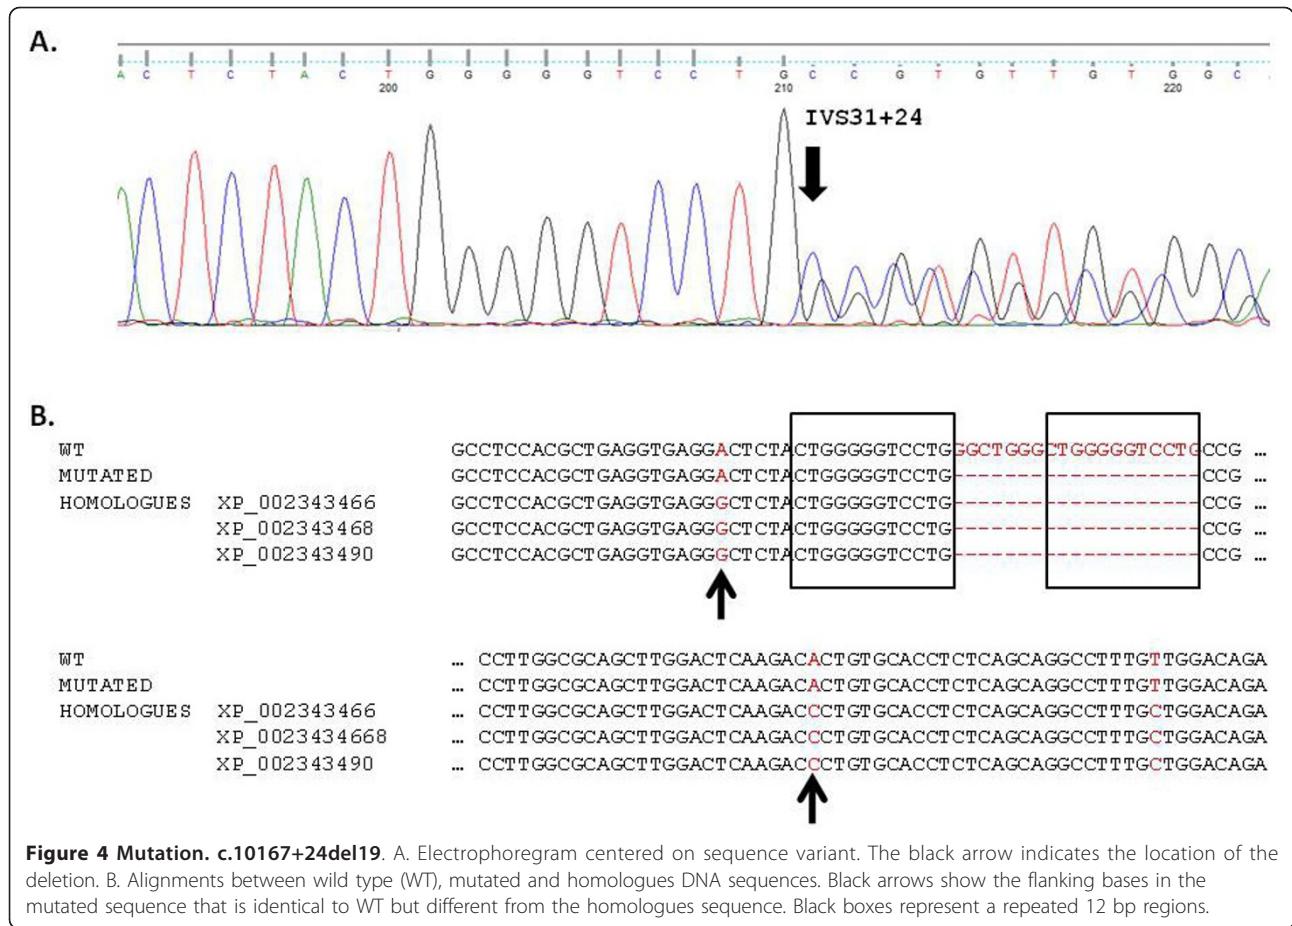 A.
A C T C T A C T G G G G G T C C T G C C G T G T T G T G G C
200 210 220
IVS31+24
B.
WT GCCTCCACGCTGAGGTGAGGACTCTACTGGGGGTCCTGGGCTGGGCTGGGGGTCCTGCCG ...
MUTATED GCCTCCACGCTGAGGTGAGGACTCTACTGGGGGTCCTG-------------------CCG ...
HOMOLOGUES XP_002343466 GCCTCCACGCTGAGGTGAGGGCTCTACTGGGGGTCCTG-------------------CCG ...
XP_002343468 GCCTCCACGCTGAGGTGAGGGCTCTACTGGGGGTCCTG-------------------CCG ...
XP_002343490 GCCTCCACGCTGAGGTGAGGGCTCTACTGGGGGTCCTG-------------------CCG ...
WT ... CCTTGGCGCAGCTTGGACTCAAGACACTGTGCACCTCTCAGCAGGCCTTTGTTGGACAGA
MUTATED ... CCTTGGCGCAGCTTGGACTCAAGACACTGTGCACCTCTCAGCAGGCCTTTGTTGGACAGA
HOMOLOGUES XP_002343466 ... CCTTGGCGCAGCTTGGACTCAAGACCCTGTGCACCTCTCAGCAGGCCTTTGCTGGACAGA
XP_0023434668 ... CCTTGGCGCAGCTTGGACTCAAGACCCTGTGCACCTCTCAGCAGGCCTTTGCTGGACAGA
XP_002343490 ... CCTTGGCGCAGCTTGGACTCAAGACCCTGTGCACCTCTCAGCAGGCCTTTGCTGGACAGA
Figure 4 Mutation. c.10167+24del19. A. Electrophoregram centered on sequence variant. The black arrow indicates the location of the
deletion. B. Alignments between wild type (WT), mutated and homologues DNA sequences. Black arrows show the flanking bases in the
mutated sequence that is identical to WT but different from the homologues sequence. Black boxes represent a repeated 12 bp regions.